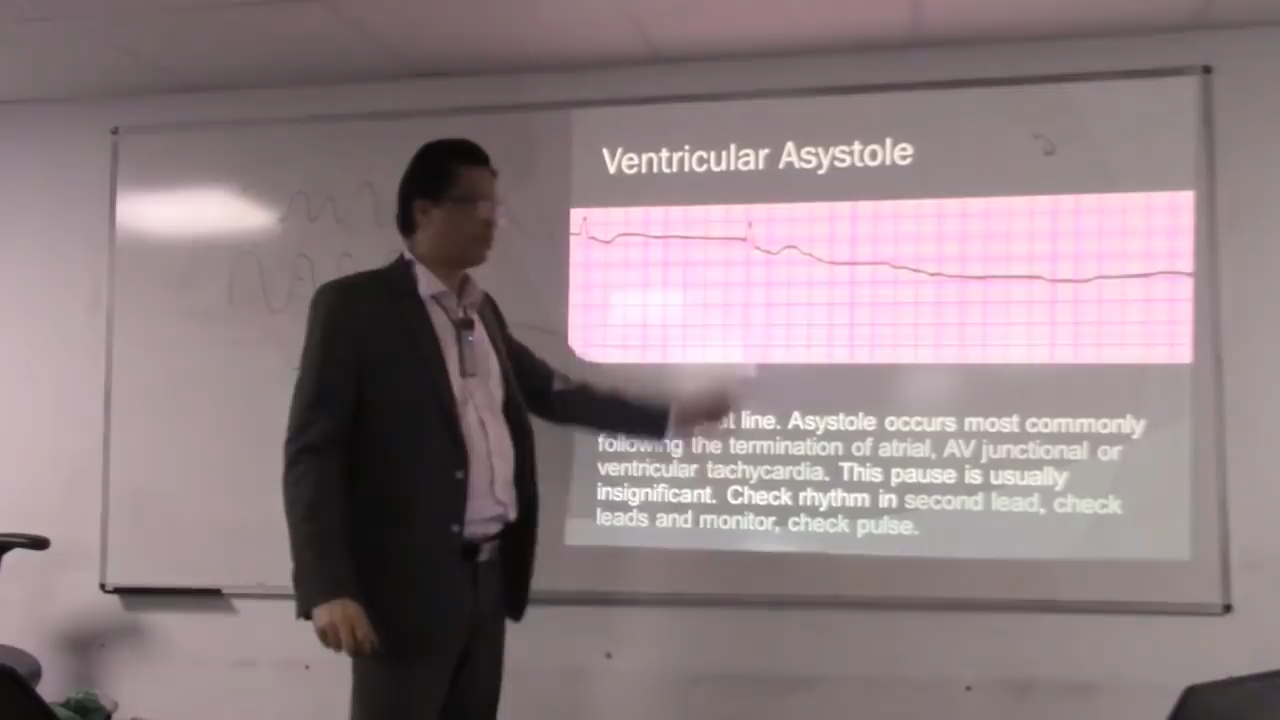 Ventricular Asystole
line. Asystole occurs most commonly
following the termination of atrial, AV junctional or
ventricular tachycardia. This pause is usually
insignificant. Check rhythm in second lead, check
leads and monitor, check pulse.